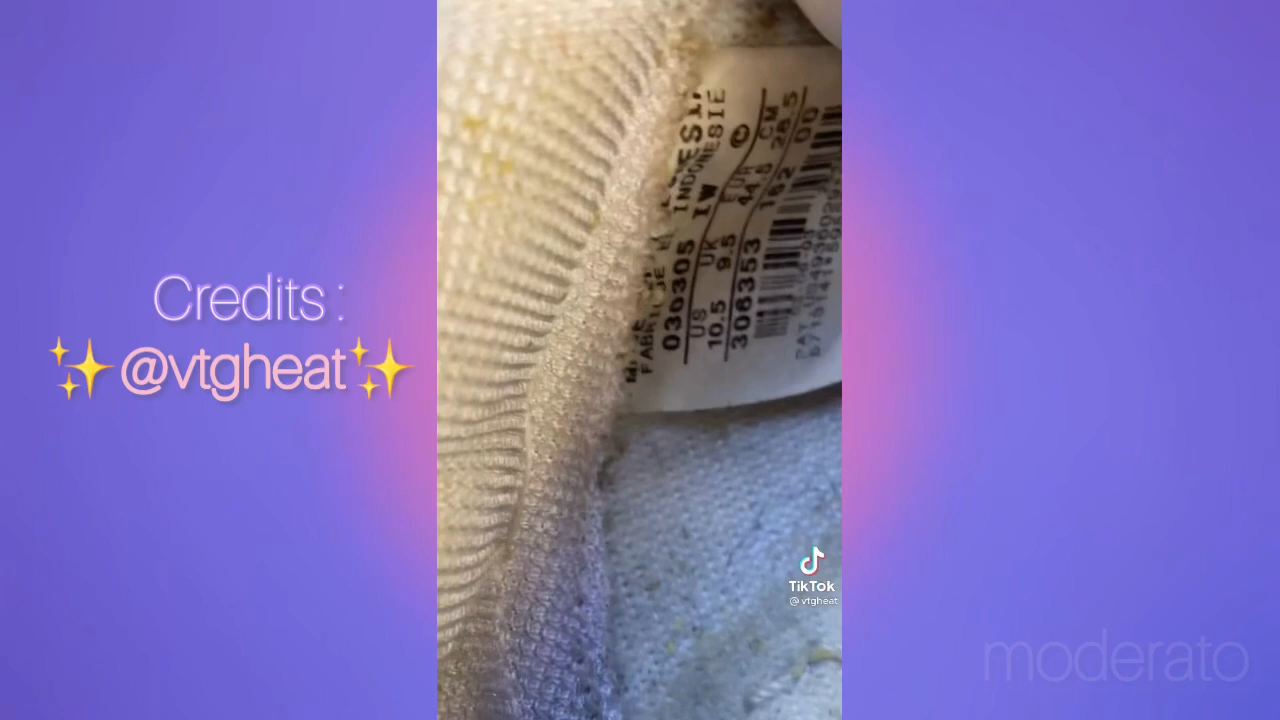 Credits :
✨@vtgheat✨
INDONESIE
FABRIQUE
030305 IW
US UK EUR CM
10.5 9.5 44.5 28.5
306353 162 00
TikTok
@vtgheat
moderato